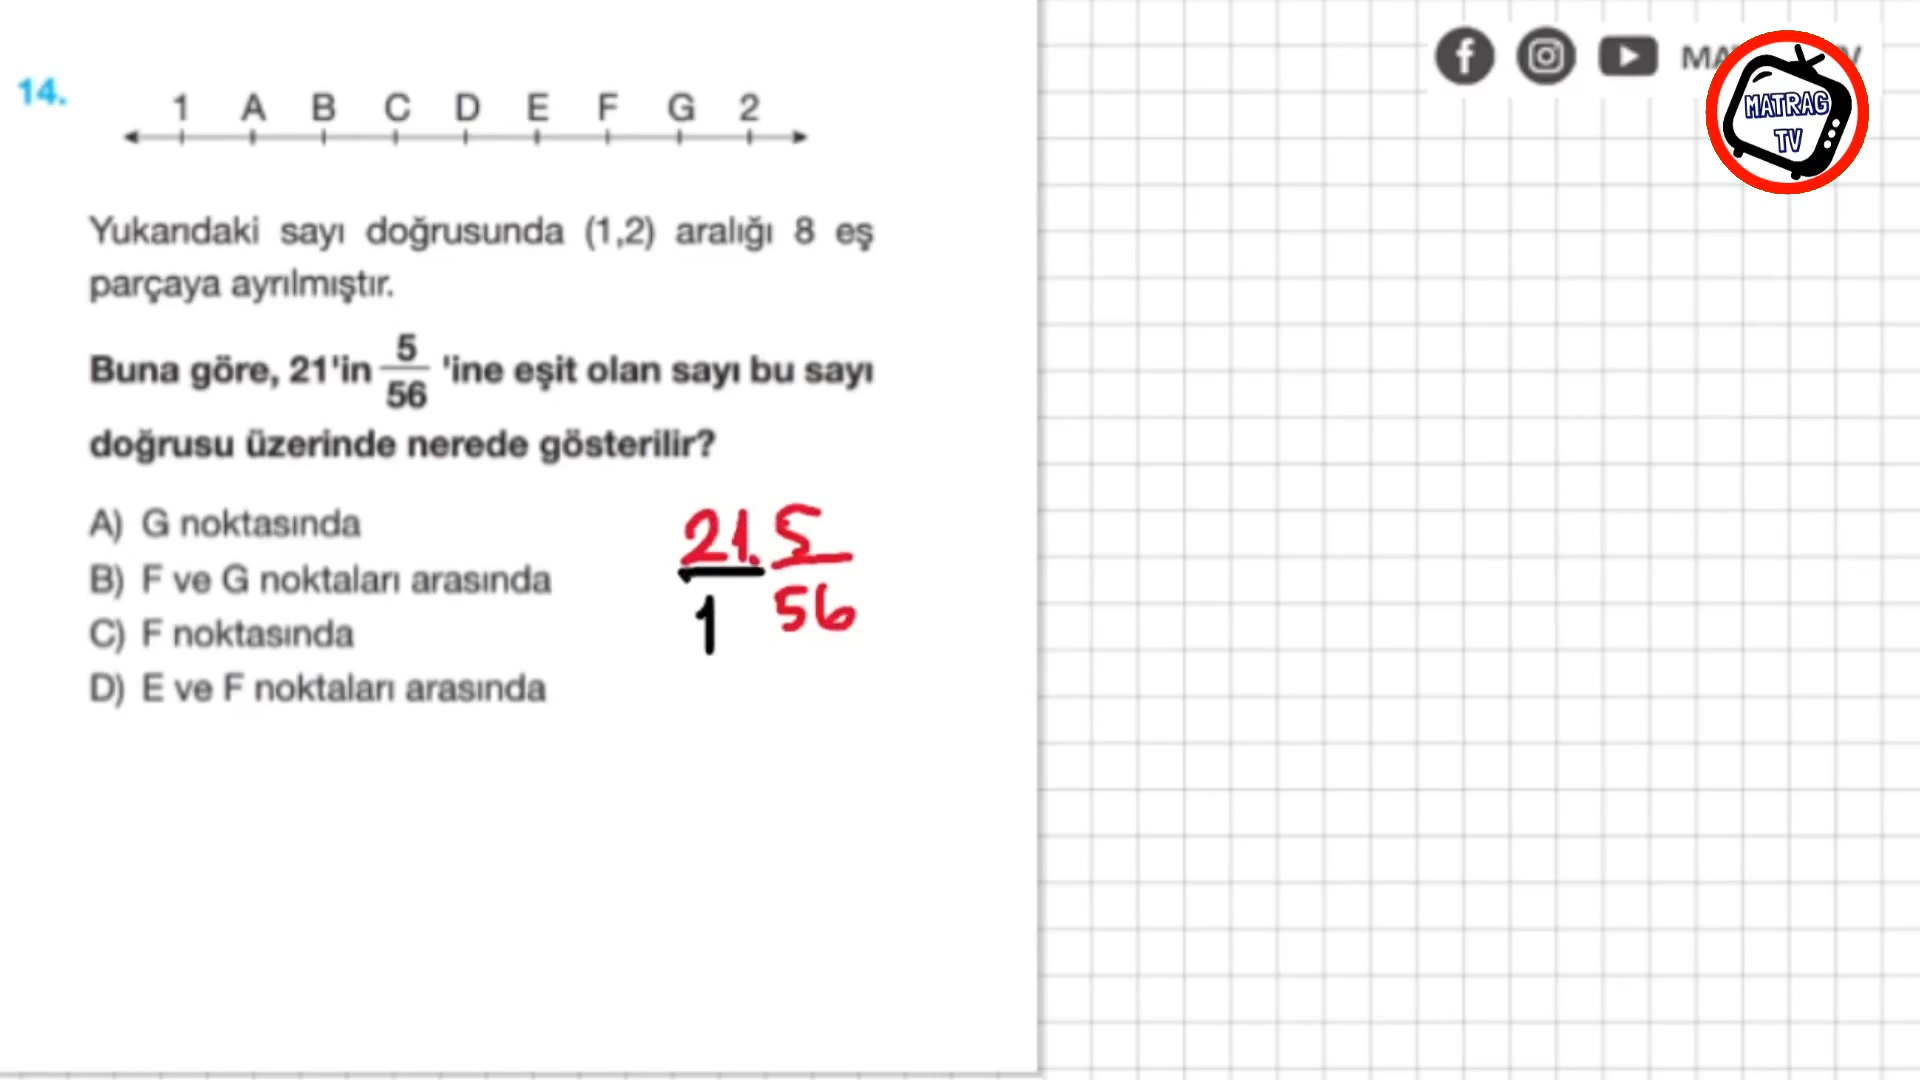 14.
1 A B C D E F G 2
Yukarıdaki sayı doğrusunda (1,2) aralığı 8 eş
parçaya ayrılmıştır.
Buna göre, 21'in 5/56 'ine eşit olan sayı bu sayı
doğrusu üzerinde nerede gösterilir?
A) G noktasında
B) F ve G noktaları arasında
C) F noktasında
D) E ve F noktaları arasında
21/1 . 5/56
MATRAG
TV